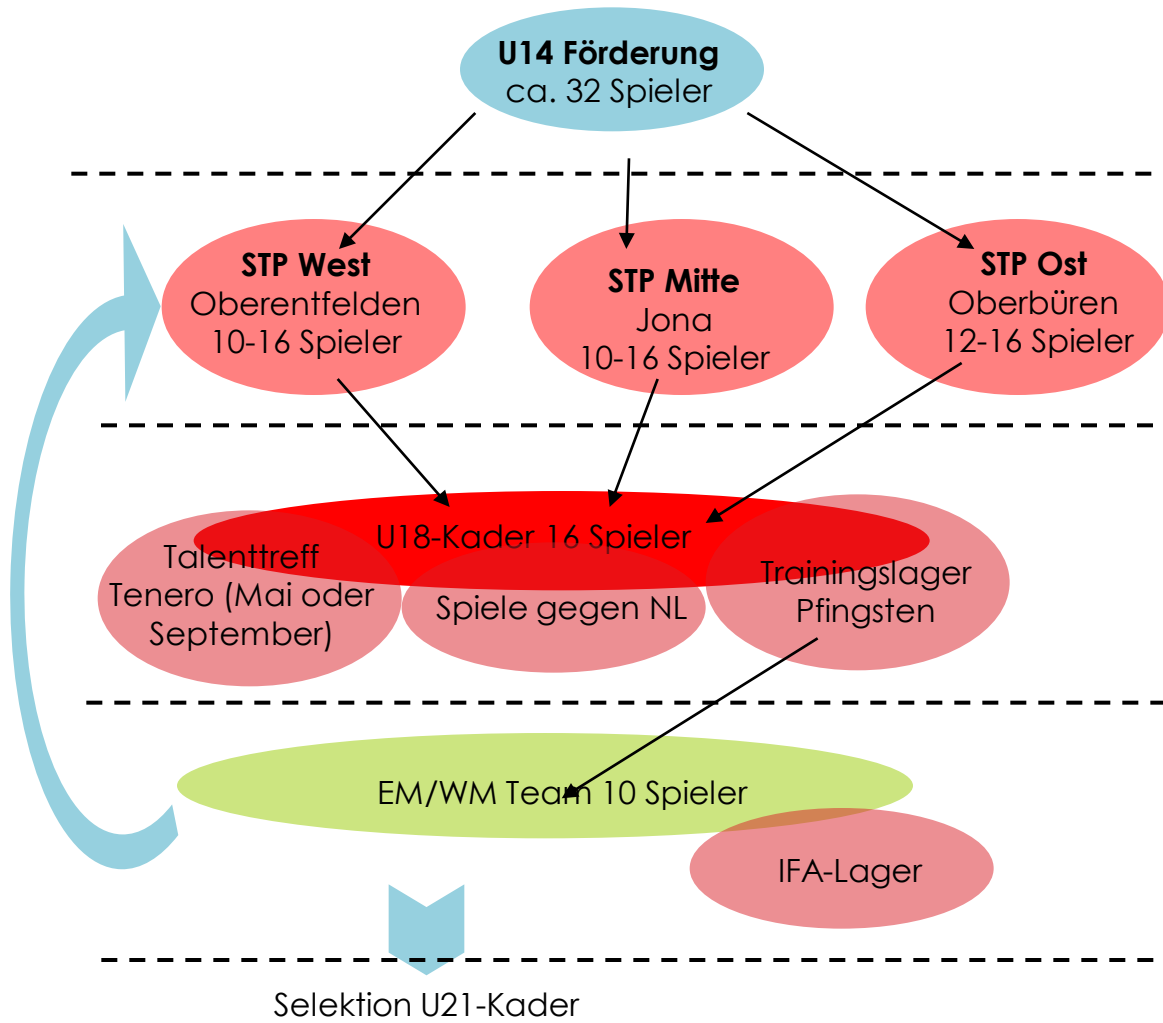 U14 Förderung
ca. 32 Spieler
STP West
Oberentfelden
10-16 Spieler
STP Mitte
Jona
10-16 Spieler
STP Ost
Oberbüren
12-16 Spieler
U18-Kader 16 Spieler
Talenttreff
Tenero (Mai oder
September)
Spiele gegen NL
Trainingslager
Pfingsten
EM/WM Team 10 Spieler
IFA-Lager
Selektion U21-Kader